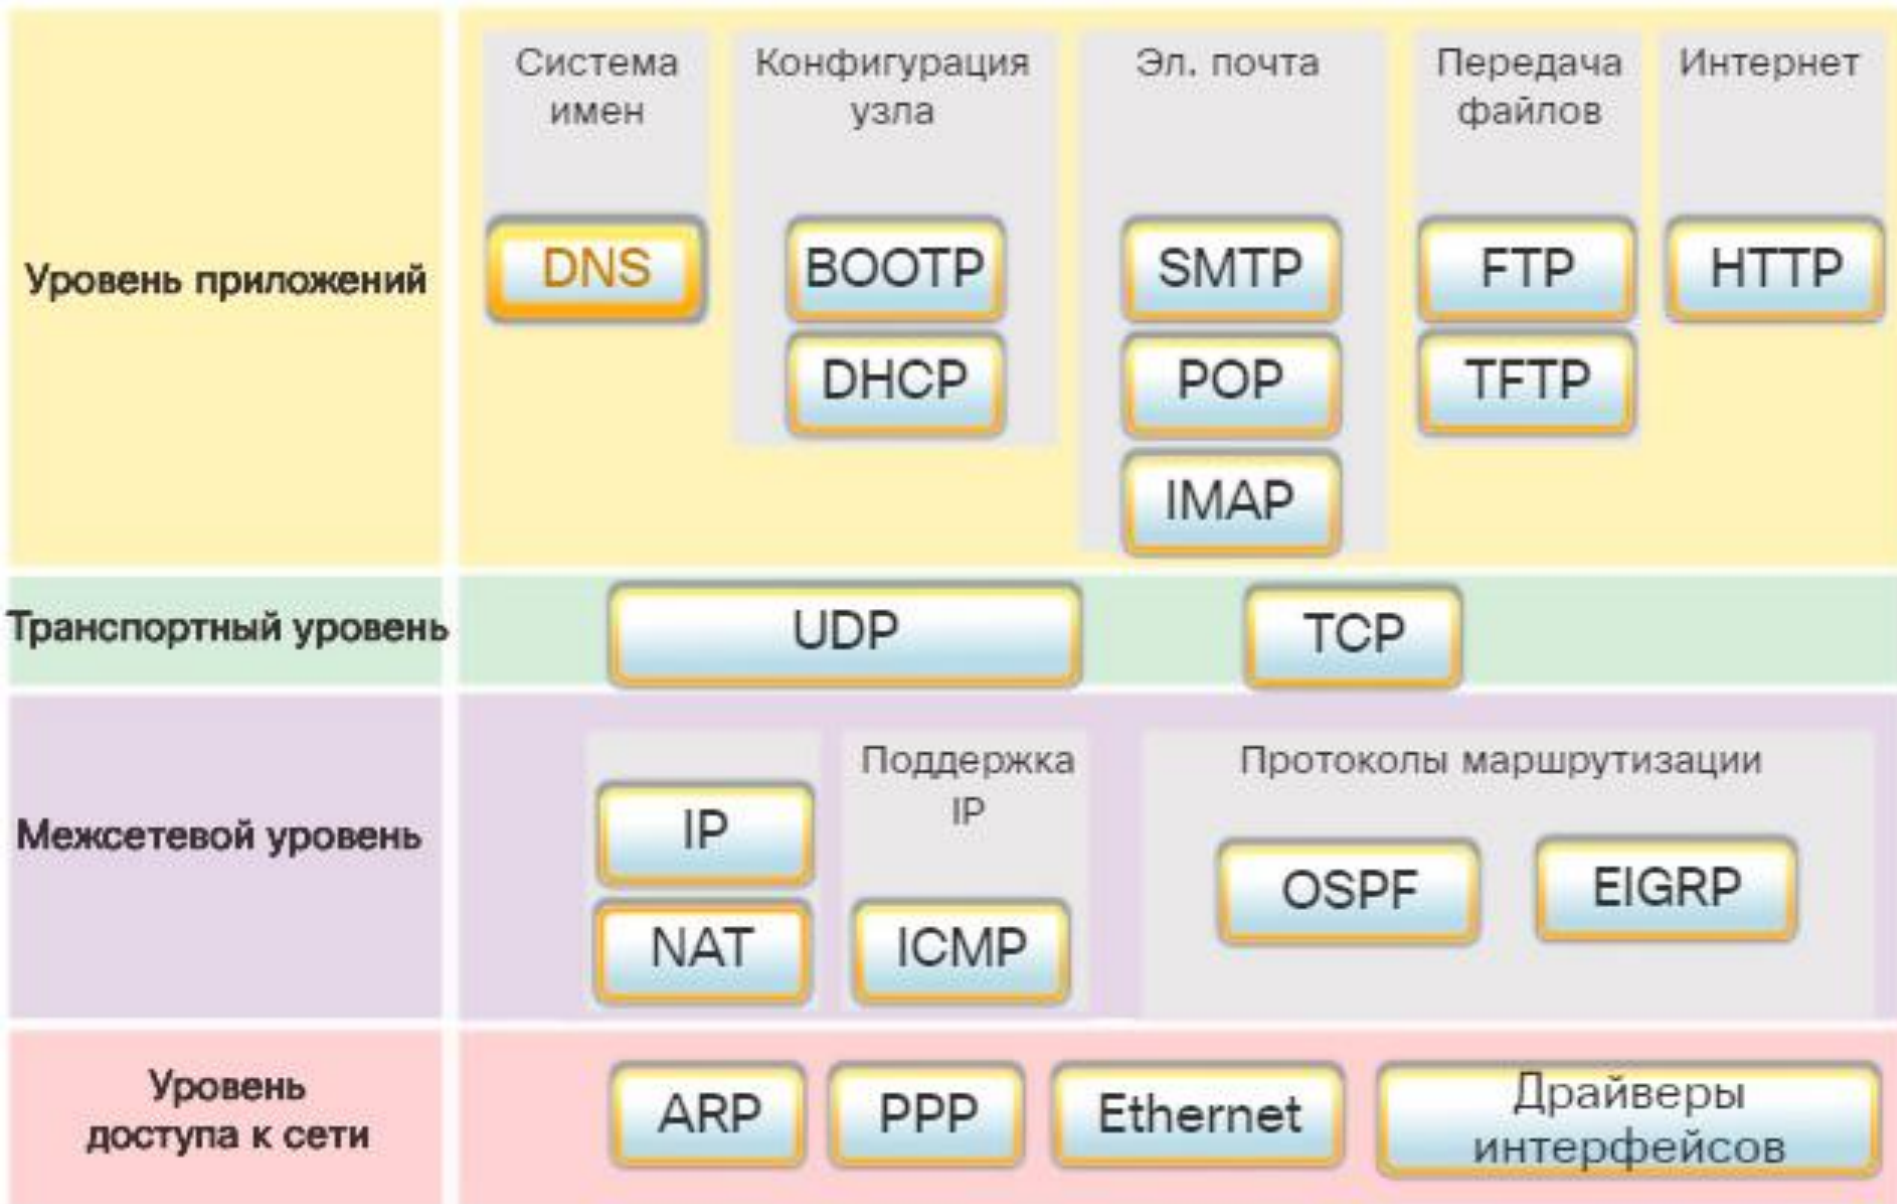 Система
имен
Конфигурация
узла
Эл. почта
Передача
файлов
Интернет
Уровень приложений
DNS
BOOTP
SMTP
FTP
HTTP
DHCP
POP
TFTP
IMAP
Транспортный уровень
UDP
TCP
Межсетевой уровень
Поддержка
IP
Протоколы маршрутизации
IP
OSPF
EIGRP
NAT
ICMP
Уровень
доступа к сети
ARP
PPP
Ethernet
Драйверы
интерфейсов